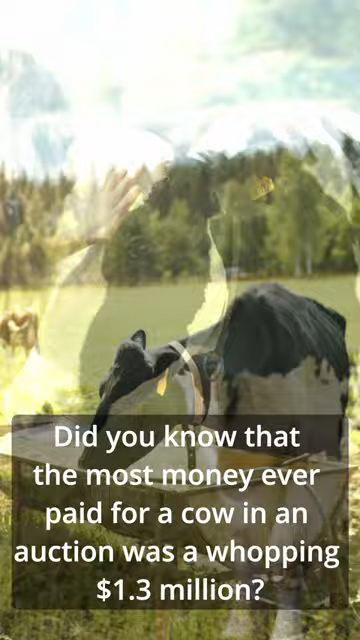 Did you know that
the most money ever
paid for a cow in an
auction was a whopping
$1.3 million?